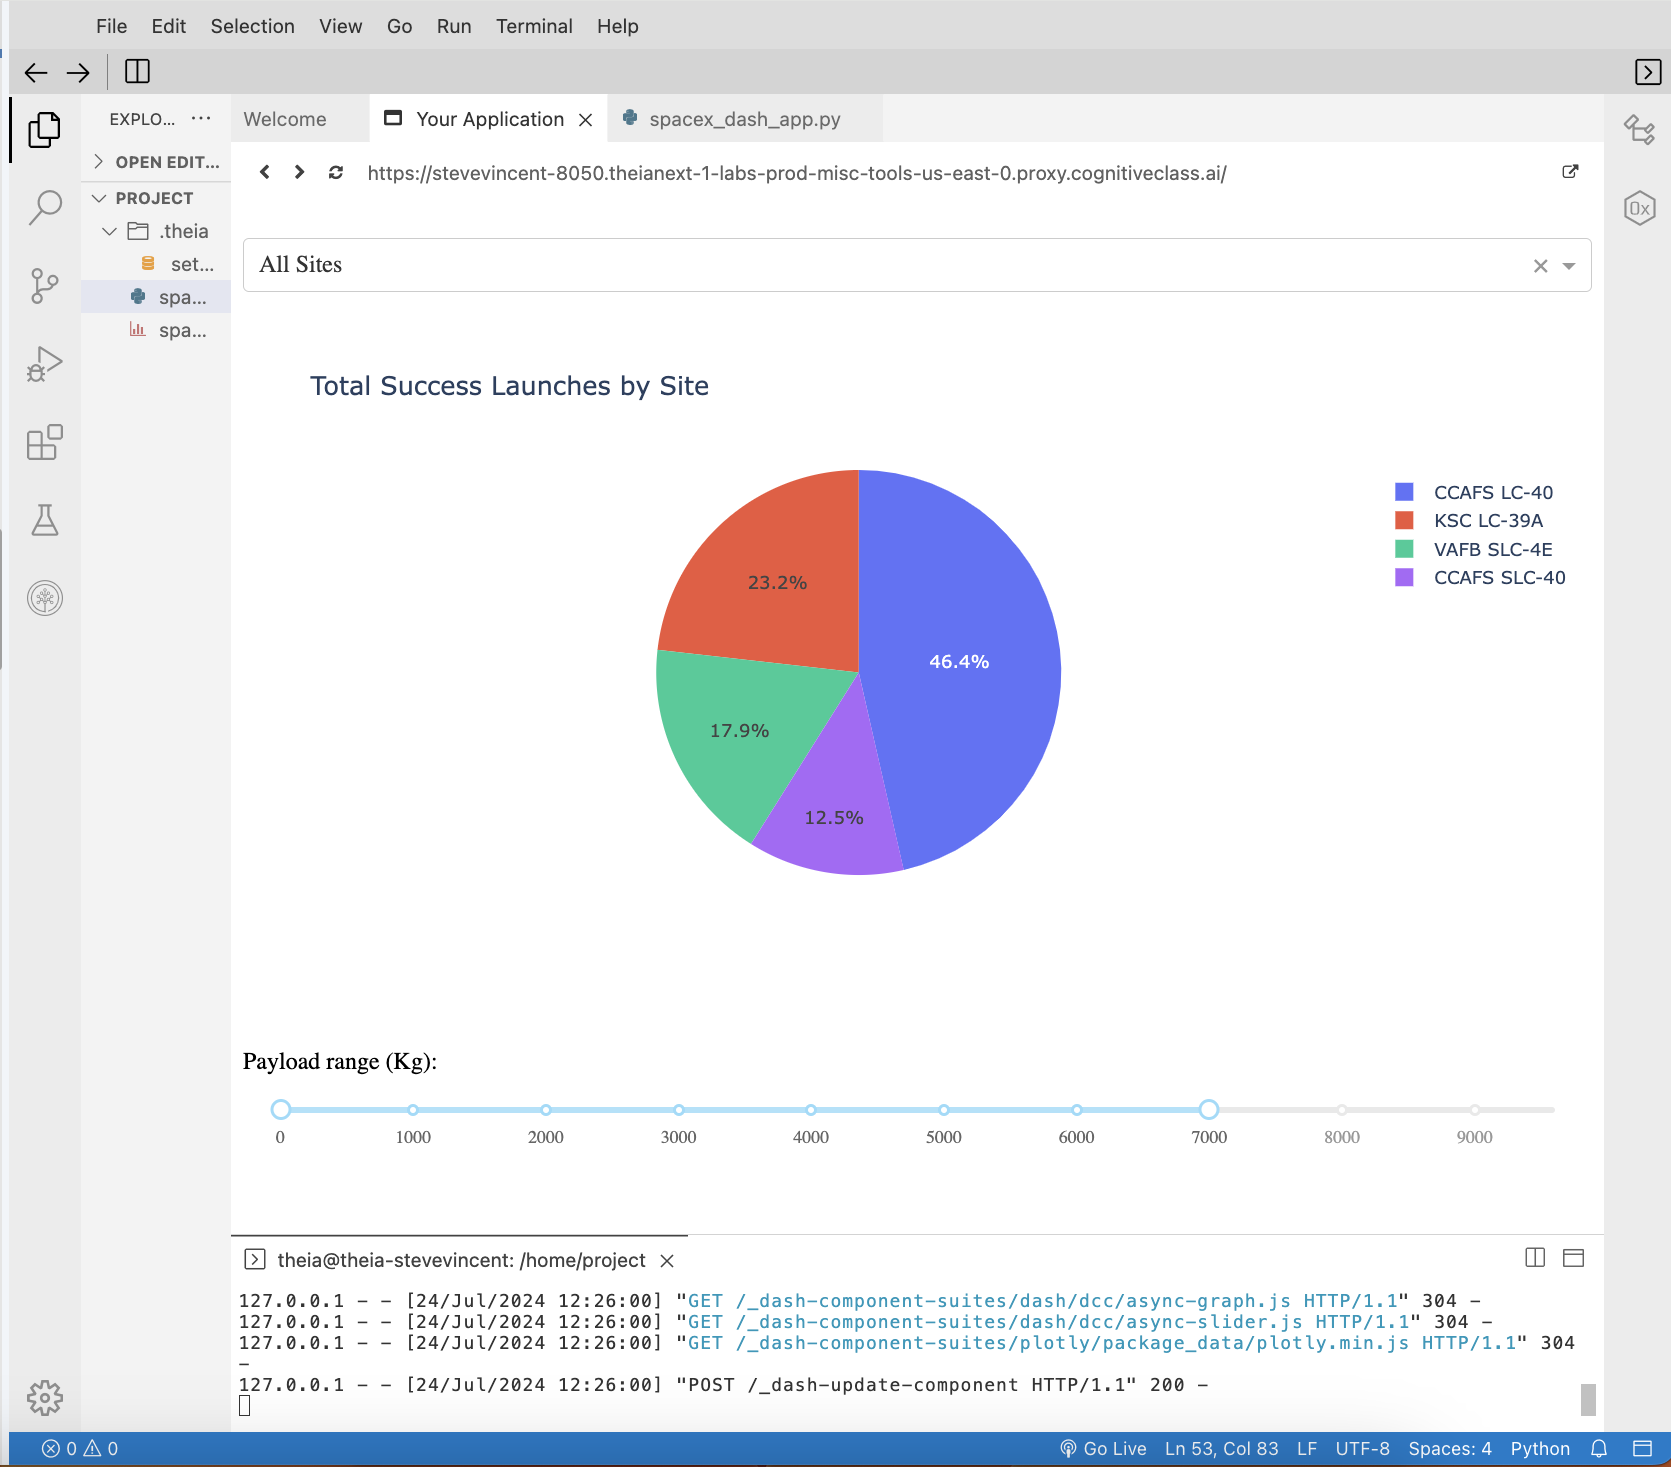 File Edit Selection View Go Run Terminal Help
EXPLO... ···
Welcome
Your Application
spacex_dash_app.py
OPEN EDIT...
PROJECT
.theia
set...
spa...
spa...
https://stevevincent-8050.theianext-1-labs-prod-misc-tools-us-east-0.proxy.cognitiveclass.ai/
0x
All Sites
Total Success Launches by Site
CCAFS LC-40
KSC LC-39A
VAFB SLC-4E
CCAFS SLC-40
23.2%
46.4%
17.9%
12.5%
Payload range (Kg):
0 1000 2000 3000 4000 5000 6000 7000 8000 9000
theia@theia-stevevincent: /home/project
127.0.0.1 - - [24/Jul/2024 12:26:00] "GET /_dash-component-suites/dash/dcc/async-graph.js HTTP/1.1" 304 -
127.0.0.1 - - [24/Jul/2024 12:26:00] "GET /_dash-component-suites/dash/dcc/async-slider.js HTTP/1.1" 304 -
127.0.0.1 - - [24/Jul/2024 12:26:00] "GET /_dash-component-suites/plotly/package_data/plotly.min.js HTTP/1.1" 304
-
127.0.0.1 - - [24/Jul/2024 12:26:00] "POST /_dash-update-component HTTP/1.1" 200 -
0 0 Go Live Ln 53, Col 83 LF UTF-8 Spaces: 4 Python